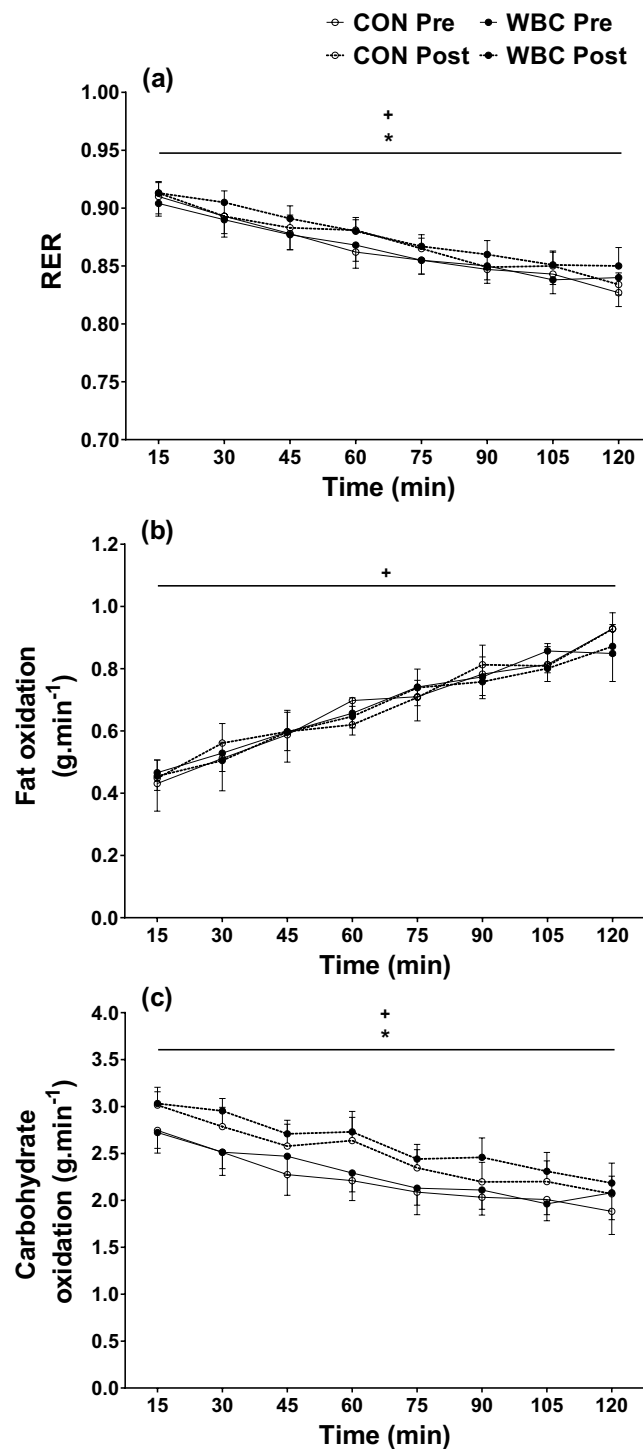 CON Pre WBC Pre
CON Post WBC Post
(a)
+
*
1.00
0.95
0.90
0.85
0.80
0.75
0.70
RER
15 30 45 60 75 90 105 120
Time (min)
(b)
+
1.2
1.0
0.8
0.6
0.4
0.2
0.0
Fat oxidation
(g.min⁻¹)
15 30 45 60 75 90 105 120
Time (min)
(c)
+
*
4.0
3.5
3.0
2.5
2.0
1.5
1.0
0.5
0.0
Carbohydrate
oxidation (g.min⁻¹)
15 30 45 60 75 90 105 120
Time (min)